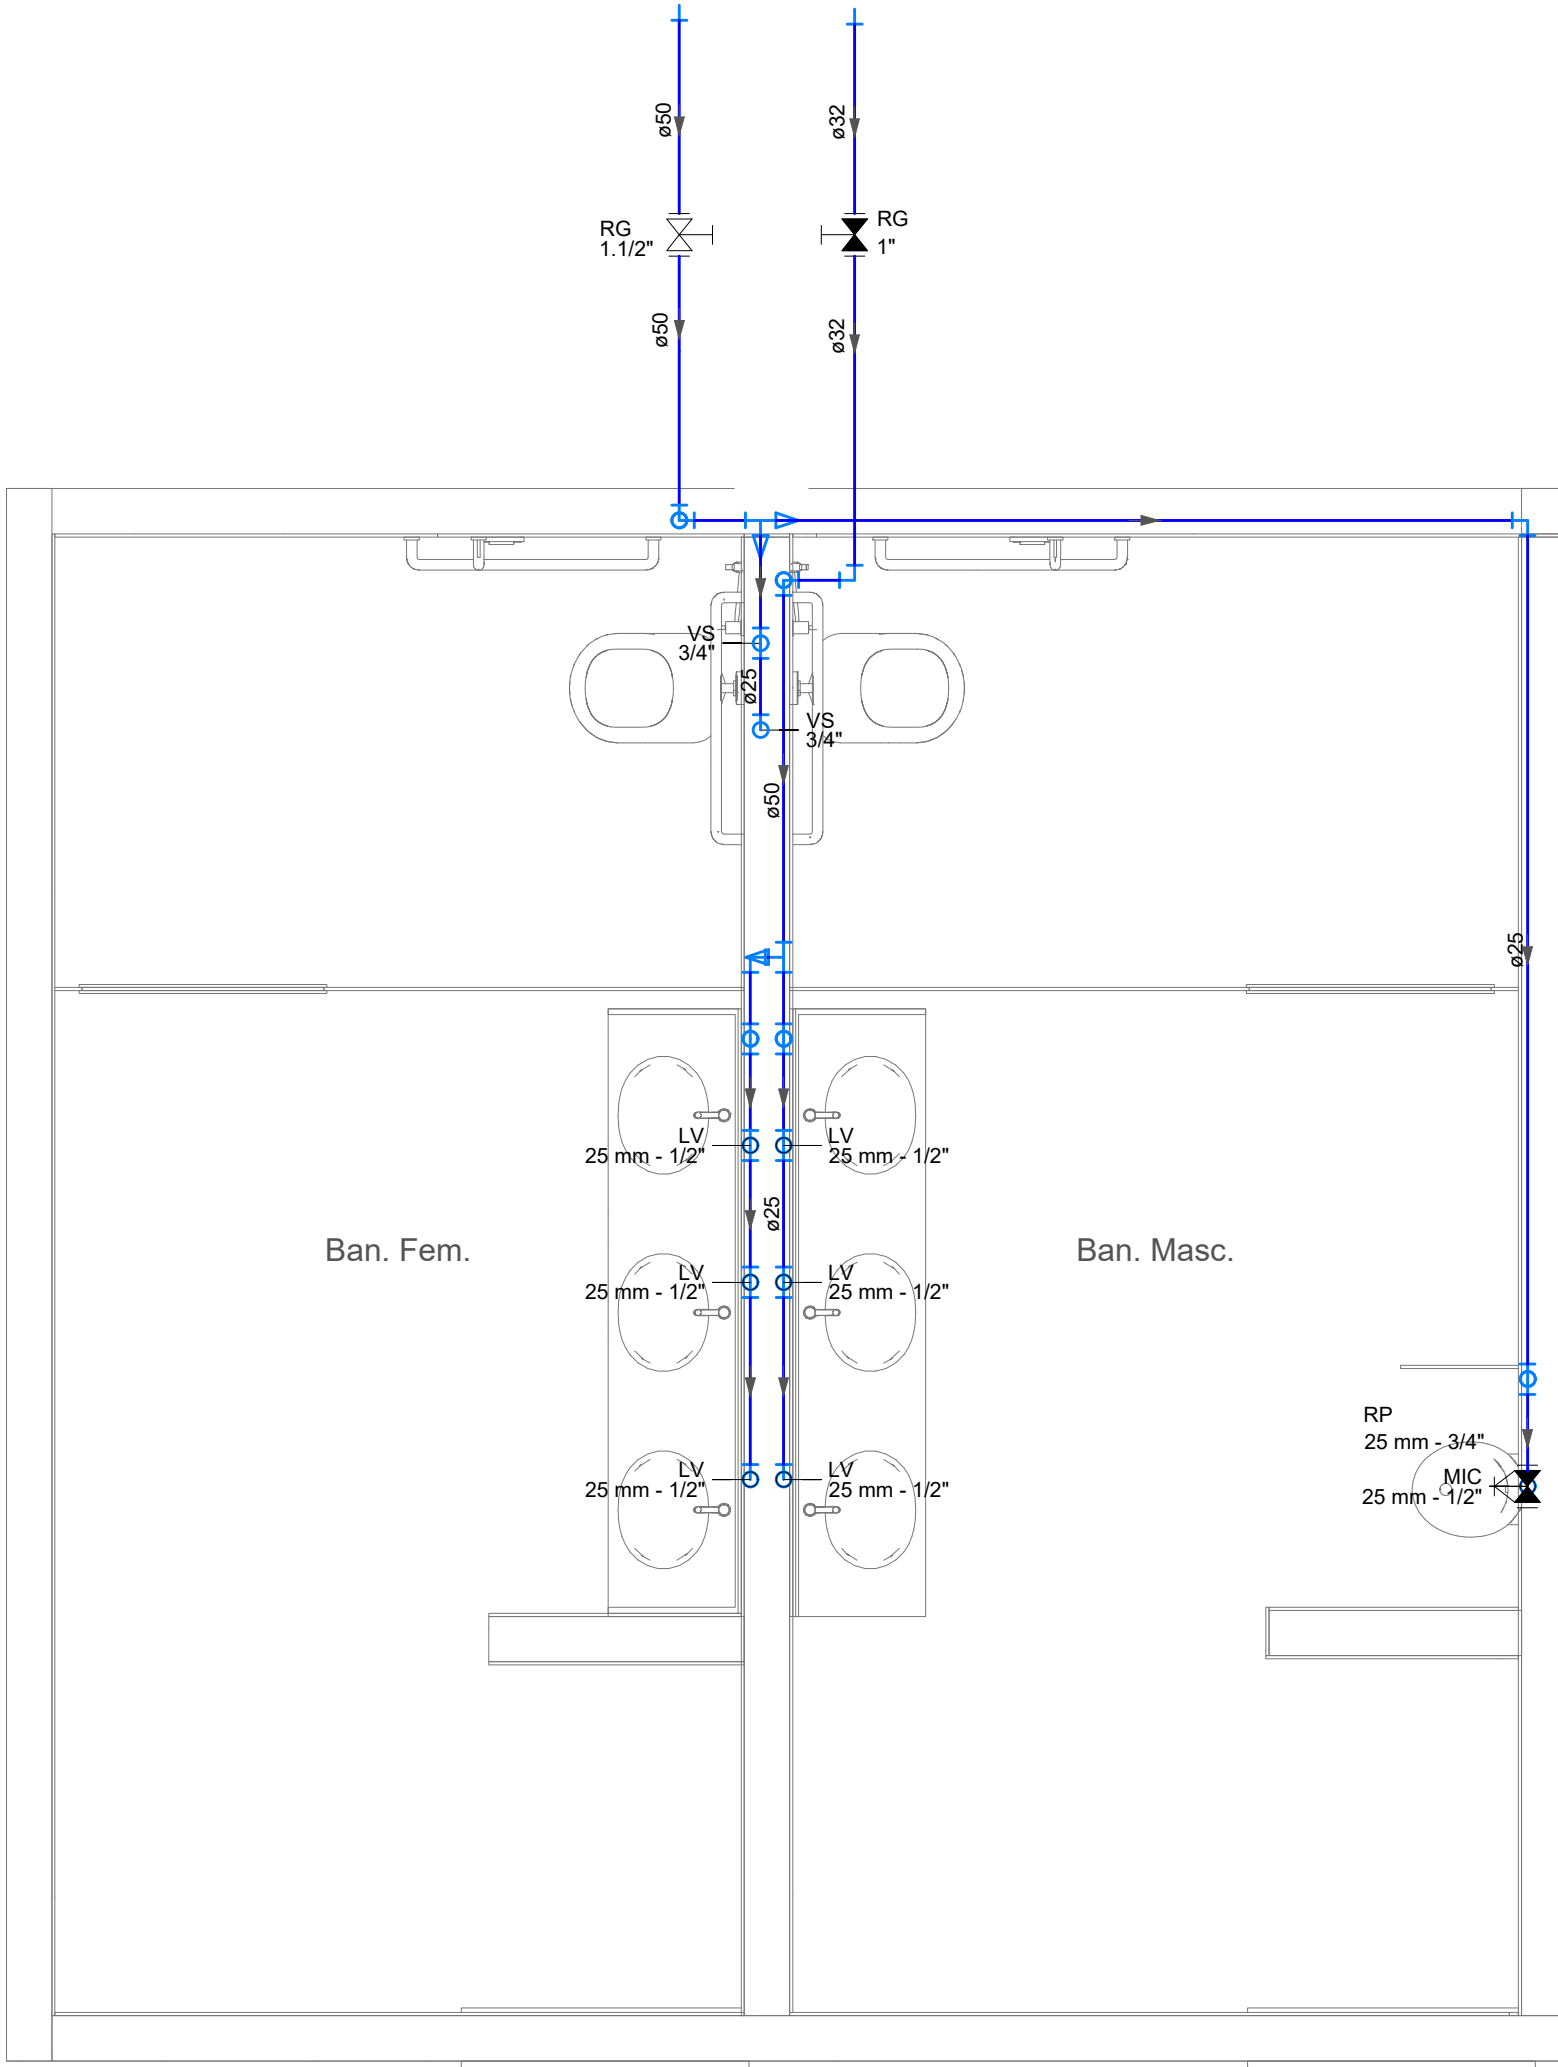 ø50
ø32
RG
1.1/2"
RG
1"
ø50
ø32
VS
3/4"
ø25
VS
3/4"
ø50
ø25
LV
25 mm - 1/2"
LV
25 mm - 1/2"
ø25
Ban. Fem.
Ban. Masc.
LV
25 mm - 1/2"
LV
25 mm - 1/2"
RP
25 mm - 3/4"
LV
25 mm - 1/2"
LV
25 mm - 1/2"
MIC
25 mm - 1/2"